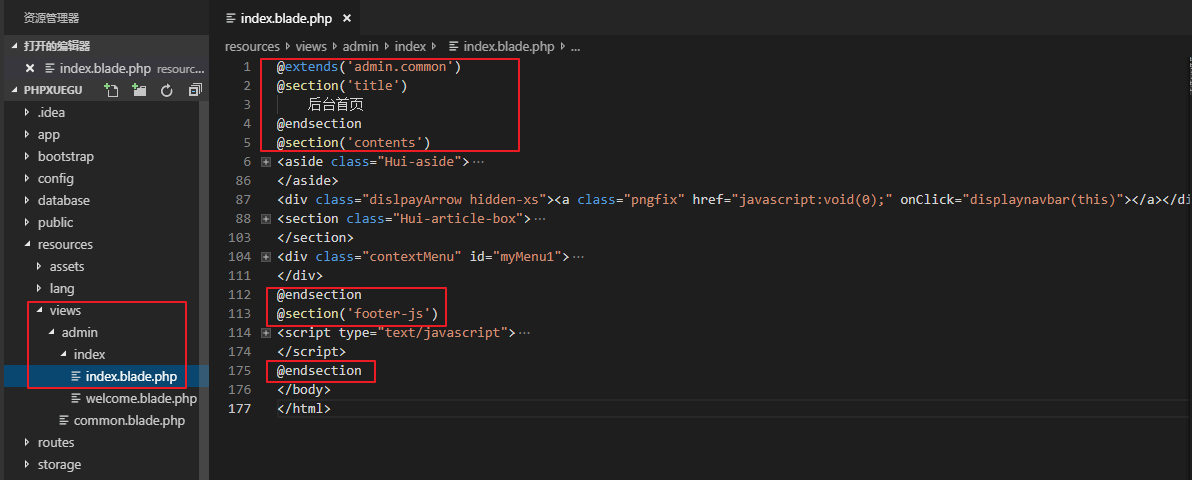 资源管理器
打开的编辑器
index.blade.php resourc...
PHPXUEGU
.idea
app
bootstrap
config
database
public
resources
assets
lang
views
admin
index
index.blade.php
welcome.blade.php
common.blade.php
routes
storage
index.blade.php
resources views admin index index.blade.php ...
1 @extends('admin.common')
2 @section('title')
3 后台首页
4 @endsection
5 @section('contents')
6 <aside class="Hui-aside">...
86 </aside>
87 <div class="dislpayArrow hidden-xs"><a class="pngfix" href="javascript:void(0);" onClick="displaynavbar(this)"></a></di
88 <section class="Hui-article-box">...
103 </section>
104 <div class="contextMenu" id="myMenu1">...
111 </div>
112 @endsection
113 @section('footer-js')
114 <script type="text/javascript">...
174 </script>
175 @endsection
176 </body>
177 </html>